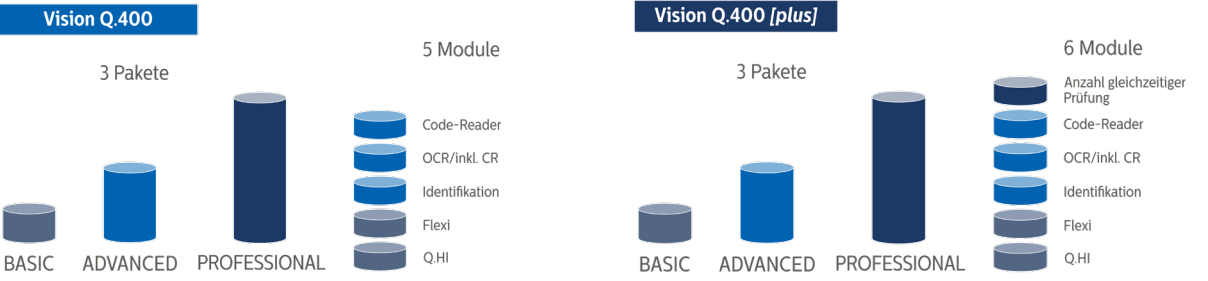 Vision Q.400
3 Pakete
BASIC
ADVANCED
PROFESSIONAL
5 Module
Code-Reader
OCR/inkl. CR
Identifikation
Flexi
Q.HI
Vision Q.400 [plus]
3 Pakete
BASIC
ADVANCED
PROFESSIONAL
6 Module
Anzahl gleichzeitiger
Prüfung
Code-Reader
OCR/inkl. CR
Identifikation
Flexi
Q.HI